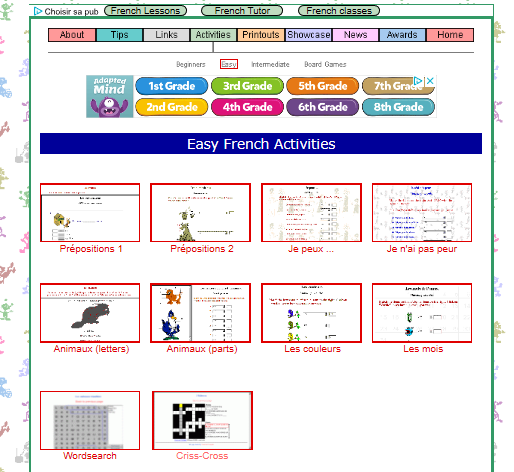 Choisir sa pub French Lessons French Tutor French classes
About Tips Links Activities Printouts Showcase News Awards Home
Beginners Easy Intermediate Board Games
adapted Mind 1st Grade 3rd Grade 5th Grade 7th Grade
2nd Grade 4th Grade 6th Grade 8th Grade
Easy French Activities
Prépositions 1 Prépositions 2 Je peux ... Je n'ai pas peur
Animaux (letters) Animaux (parts) Les couleurs Les mois
Wordsearch Criss-Cross